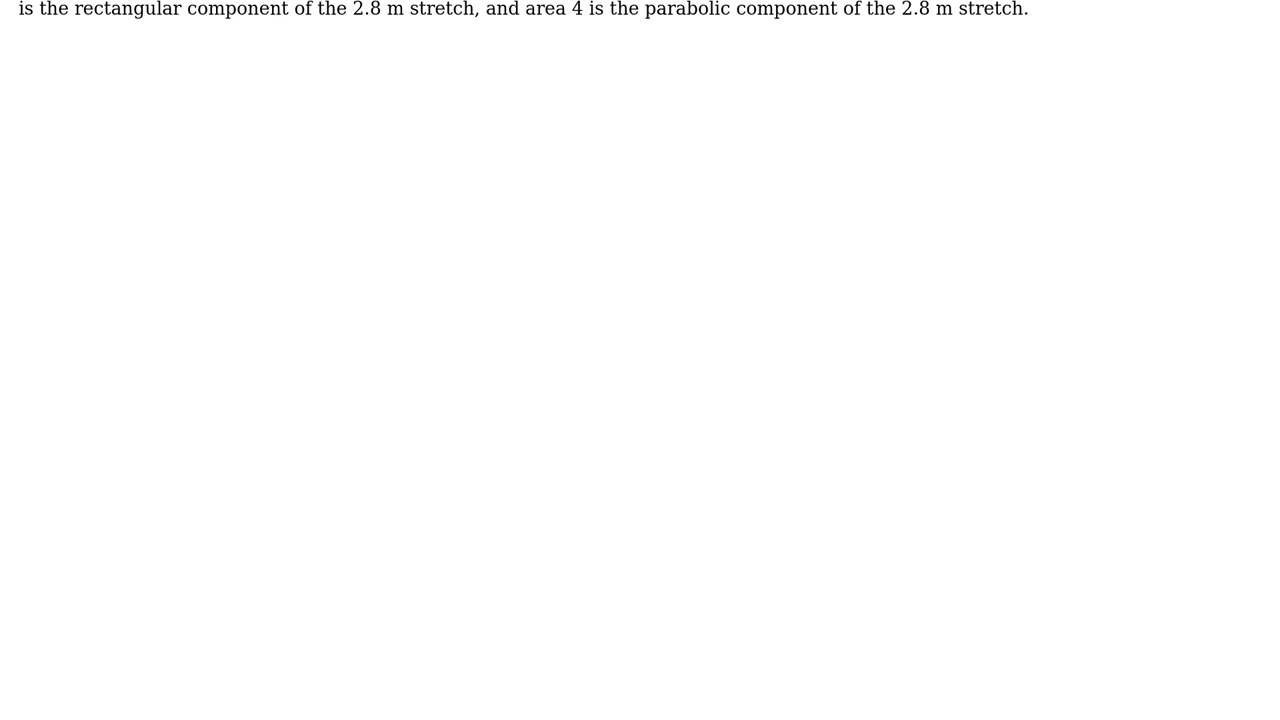 is the rectangular component of the 2.8 m stretch, and area 4 is the parabolic component of the 2.8 m stretch.